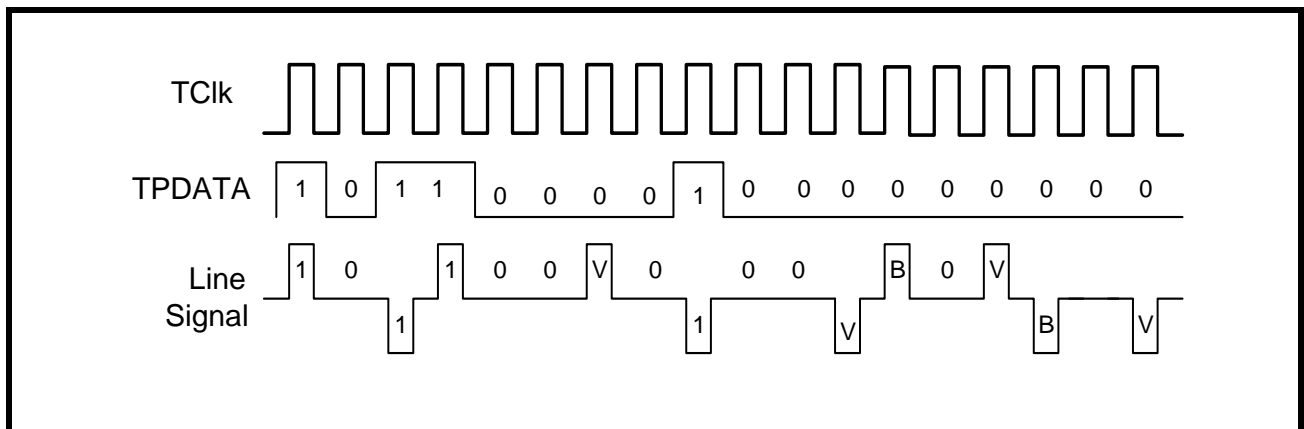 TClk
TPDATA 1 0 1 1 0 0 0 0 1 0 0 0 0 0 0 0 0 0
Line Signal
1 0 1 0 0 V 0 0 0 B 0 V
1 1 V B V